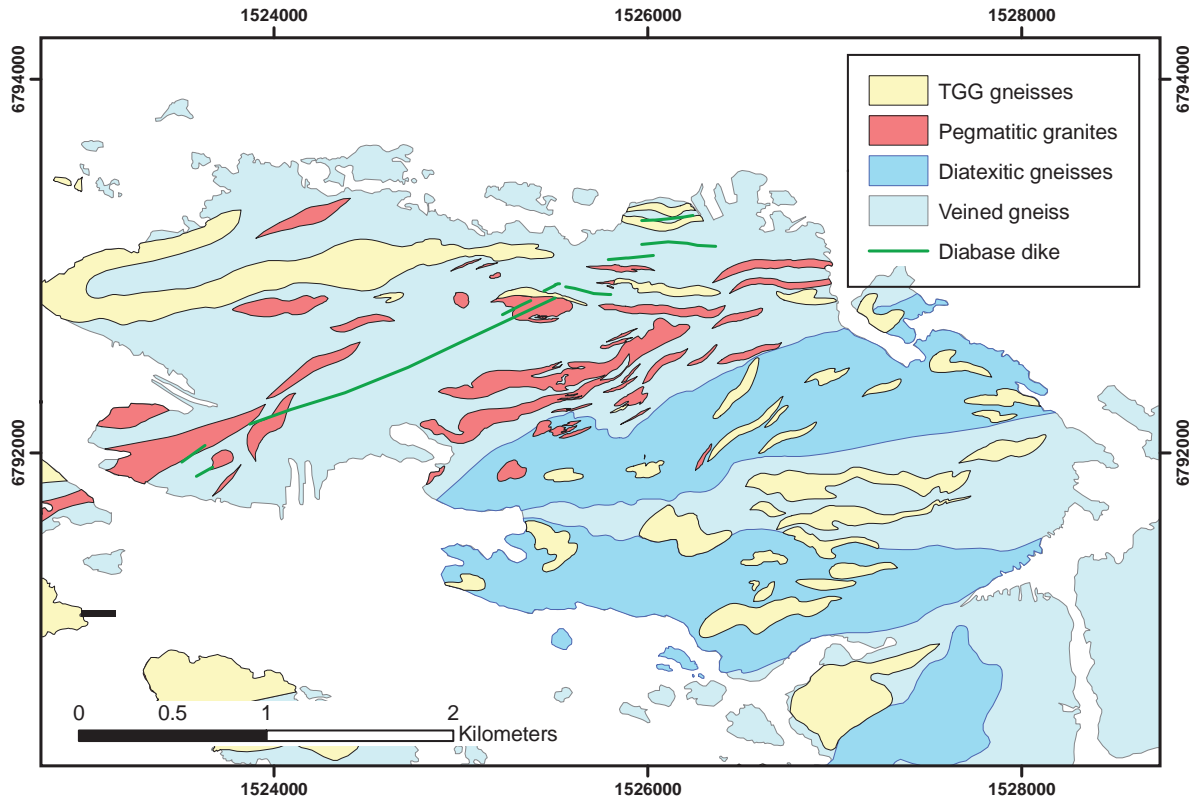 1524000 1526000 1528000
6794000 6794000
TGG gneisses
Pegmatitic granites
Diatexitic gneisses
Veined gneiss
Diabase dike
6792000 6792000
0 0.5 1 2
Kilometers
1524000 1526000 1528000